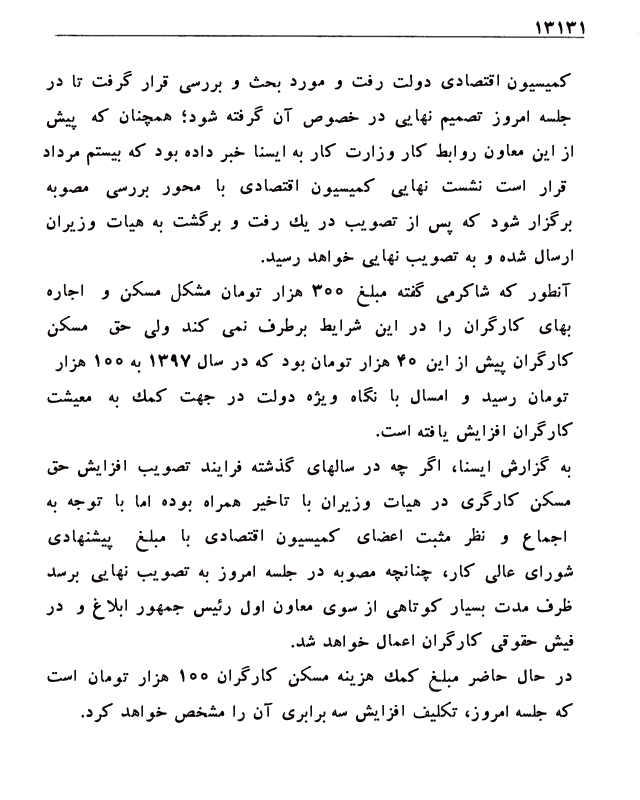 ۱۳۱۳۱
کمیسیون اقتصادی دولت رفت و مورد بحث و بررسی قرار گرفت تا در
جلسه امروز تصمیم نهایی در خصوص آن گرفته شود؛ همچنان که پیش
از این معاون روابط کار وزارت کار به ایسنا خبر داده بود که بیستم مرداد
قرار است نشست نهایی کمیسیون اقتصادی با محور بررسی مصوبه
برگزار شود که پس از تصویب در یك رفت و برگشت به هیات وزیران
ارسال شده و به تصویب نهایی خواهد رسید.
آنطور که شاکرمی گفته مبلغ ۳۰۰ هزار تومان مشکل مسکن و اجاره
بهای کارگران را در این شرایط برطرف نمی کند ولی حق مسکن
کارگران پیش از این ۴۰ هزار تومان بود که در سال ۱۳۹۷ به ۱۰۰ هزار
تومان رسید و امسال با نگاه ویژه دولت در جهت کمك به معیشت
کارگران افزایش یافته است.
به گزارش ایسنا، اگر چه در سالهای گذشته فرایند تصویب افزایش حق
مسکن کارگری در هیات وزیران با تاخیر همراه بوده اما با توجه به
اجماع و نظر مثبت اعضای کمیسیون اقتصادی با مبلغ پیشنهادی
شورای عالی کار، چنانچه مصوبه در جلسه امروز به تصویب نهایی برسد
ظرف مدت بسیار کوتاهی از سوی معاون اول رئیس جمهور ابلاغ و در
فیش حقوقی کارگران اعمال خواهد شد.
در حال حاضر مبلغ کمك هزینه مسکن کارگران ۱۰۰ هزار تومان است
که جلسه امروز، تکلیف افزایش سه برابری آن را مشخص خواهد کرد.